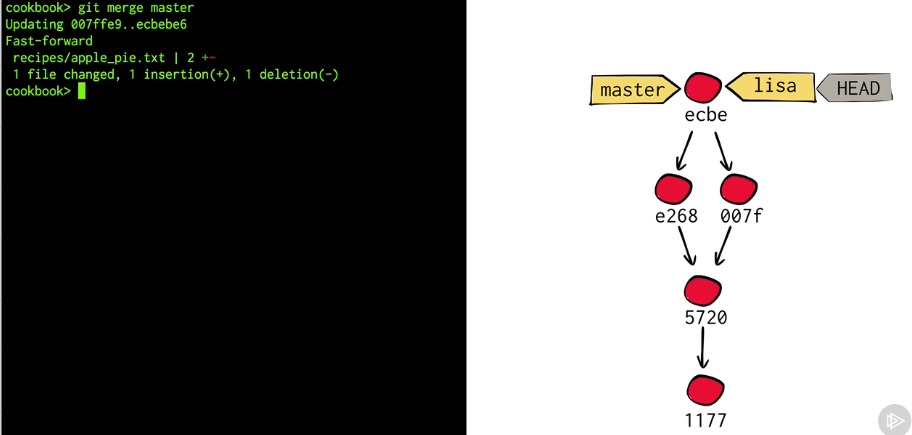 cookbook> git merge master
Updating 007ffe9..ecbebe6
Fast-forward
recipes/apple_pie.txt | 2 +-
1 file changed, 1 insertion(+), 1 deletion(-)
cookbook>
master
lisa
HEAD
ecbe
e268
007f
5720
1177